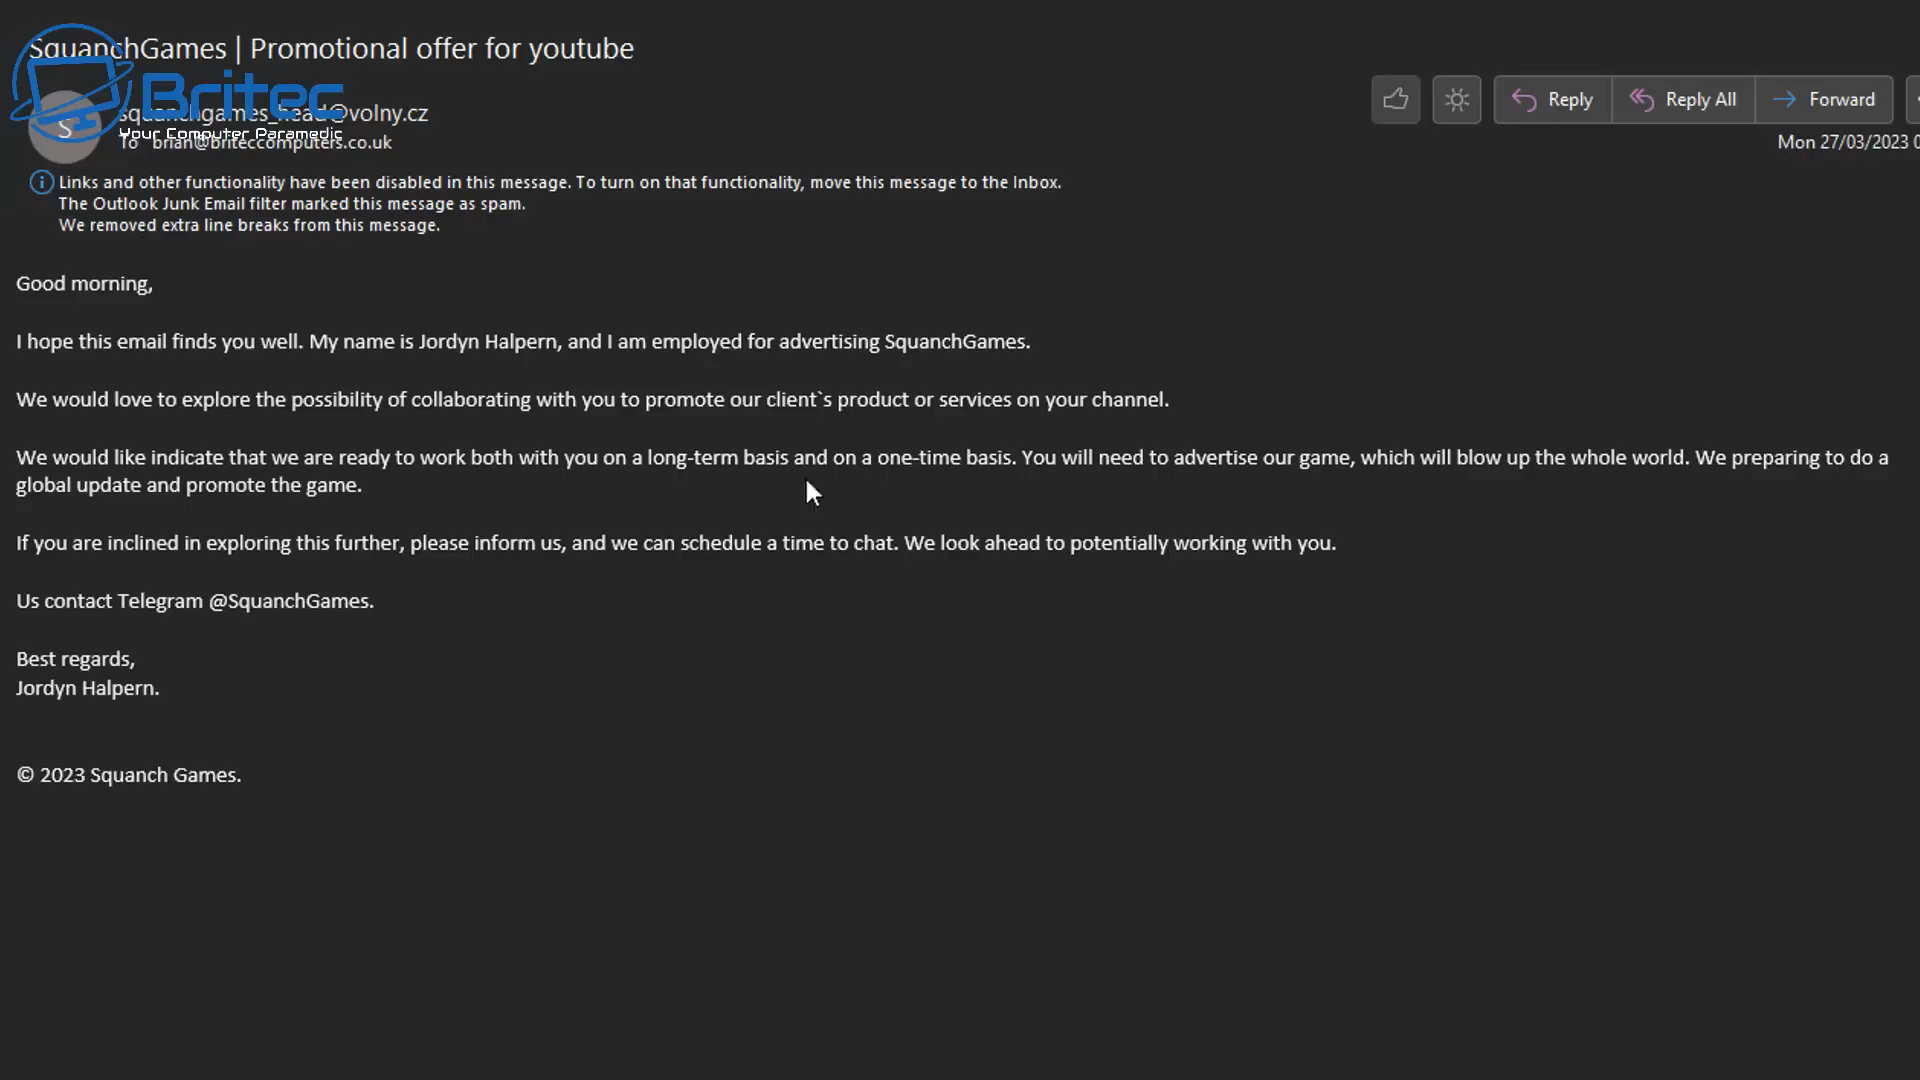 SquanchGames | Promotional offer for youtube
Britec
Your Computer Paramedic
S
squanchgames_head@volny.cz
To brian@briteccomputers.co.uk
Reply
Reply All
Forward
Mon 27/03/2023 0
Links and other functionality have been disabled in this message. To turn on that functionality, move this message to the Inbox.
The Outlook Junk Email filter marked this message as spam.
We removed extra line breaks from this message.
Good morning,
I hope this email finds you well. My name is Jordyn Halpern, and I am employed for advertising SquanchGames.
We would love to explore the possibility of collaborating with you to promote our client`s product or services on your channel.
We would like indicate that we are ready to work both with you on a long-term basis and on a one-time basis. You will need to advertise our game, which will blow up the whole world. We preparing to do a
global update and promote the game.
If you are inclined in exploring this further, please inform us, and we can schedule a time to chat. We look ahead to potentially working with you.
Us contact Telegram @SquanchGames.
Best regards,
Jordyn Halpern.
© 2023 Squanch Games.